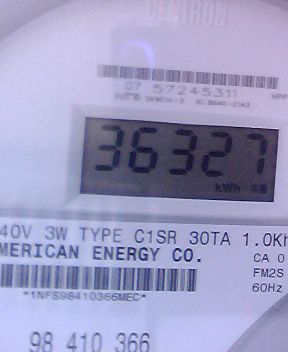 CENTRON
07 57245311
36327
kWh
40V 3W TYPE C1SR 30TA 1.0Kh
MERICAN ENERGY CO.
CA 0
FM2S
60Hz
*1NFS98410366MEC*
98 410 366